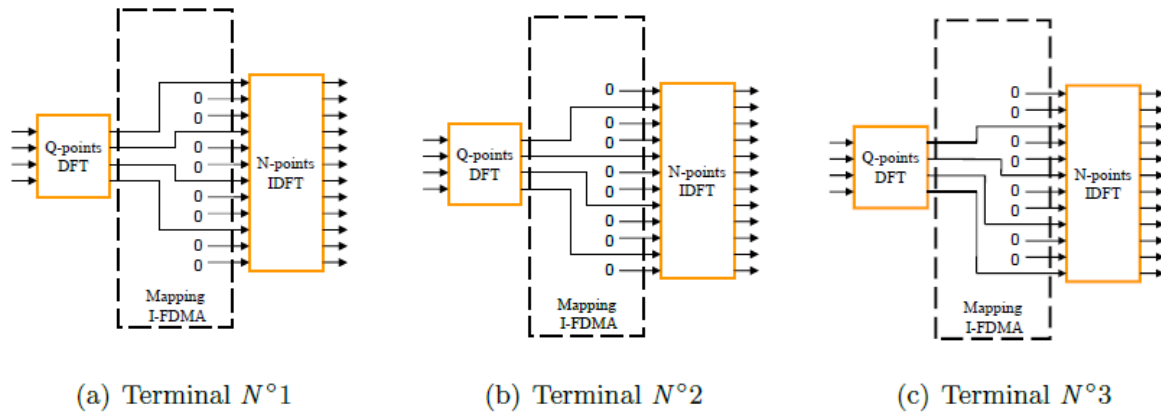 0
0
0
0
0
0
0
0
Q-points
DFT
N-points
IDFT
Mapping
I-FDMA
(a) Terminal N°1
0
0
0
0
0
0
0
0
Q-points
DFT
N-points
IDFT
Mapping
I-FDMA
(b) Terminal N°2
0
0
0
0
0
0
0
0
Q-points
DFT
N-points
IDFT
Mapping
I-FDMA
(c) Terminal N°3